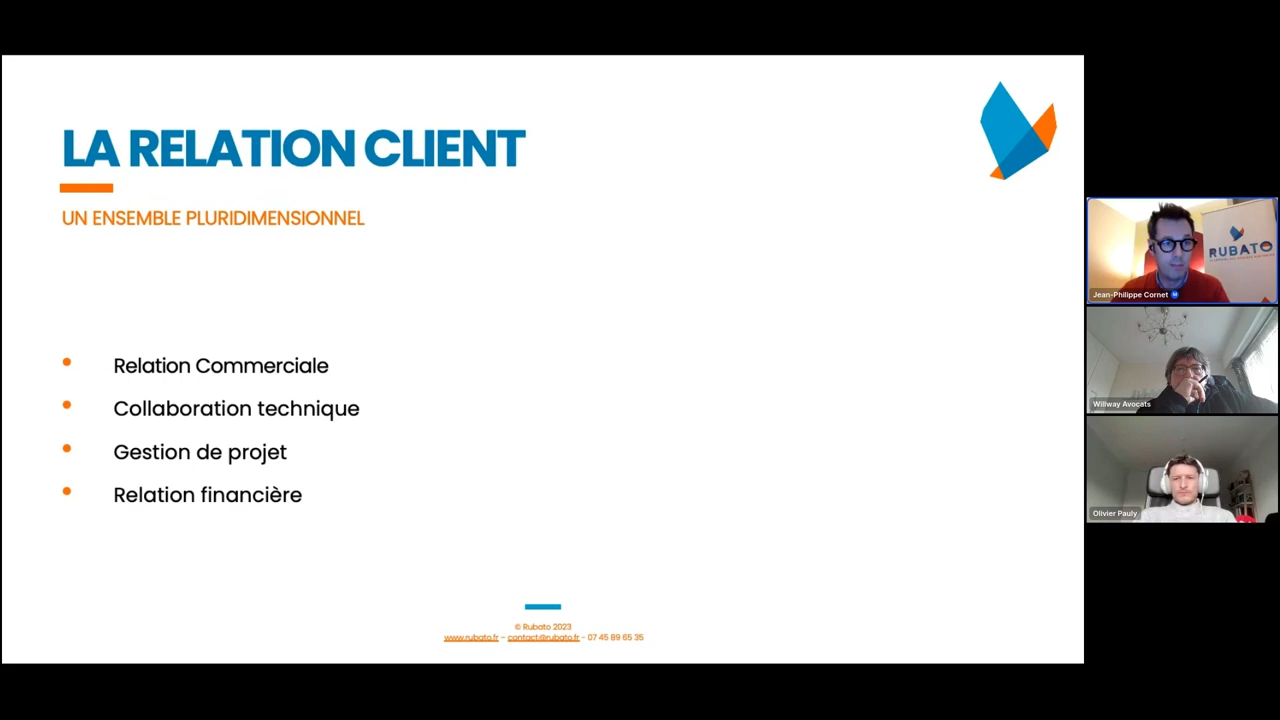 LA RELATION CLIENT
UN ENSEMBLE PLURIDIMENSIONNEL
• Relation Commerciale
• Collaboration technique
• Gestion de projet
• Relation financière
© Rubato 2023
www.rubato.fr – contact@rubato.fr - 07 45 89 65 35
RUBATO
Jean-Philippe Cornet
Willway Avocats
Olivier Pauly